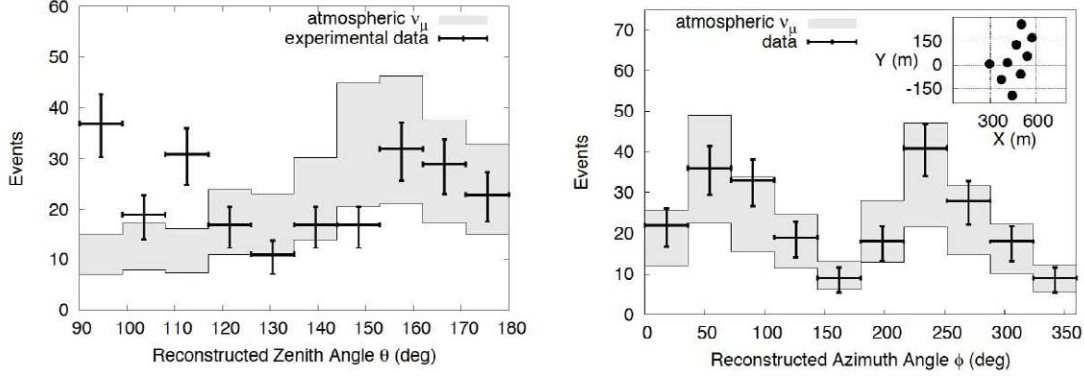 60
50
40
30
20
10
0
Events
atmospheric νμ
experimental data
90 100 110 120 130 140 150 160 170 180
Reconstructed Zenith Angle θ (deg)
70
60
50
40
30
20
10
0
Events
atmospheric νμ
data
150
0
-150
Y (m)
300 600
X (m)
0 50 100 150 200 250 300 350
Reconstructed Azimuth Angle ϕ (deg)